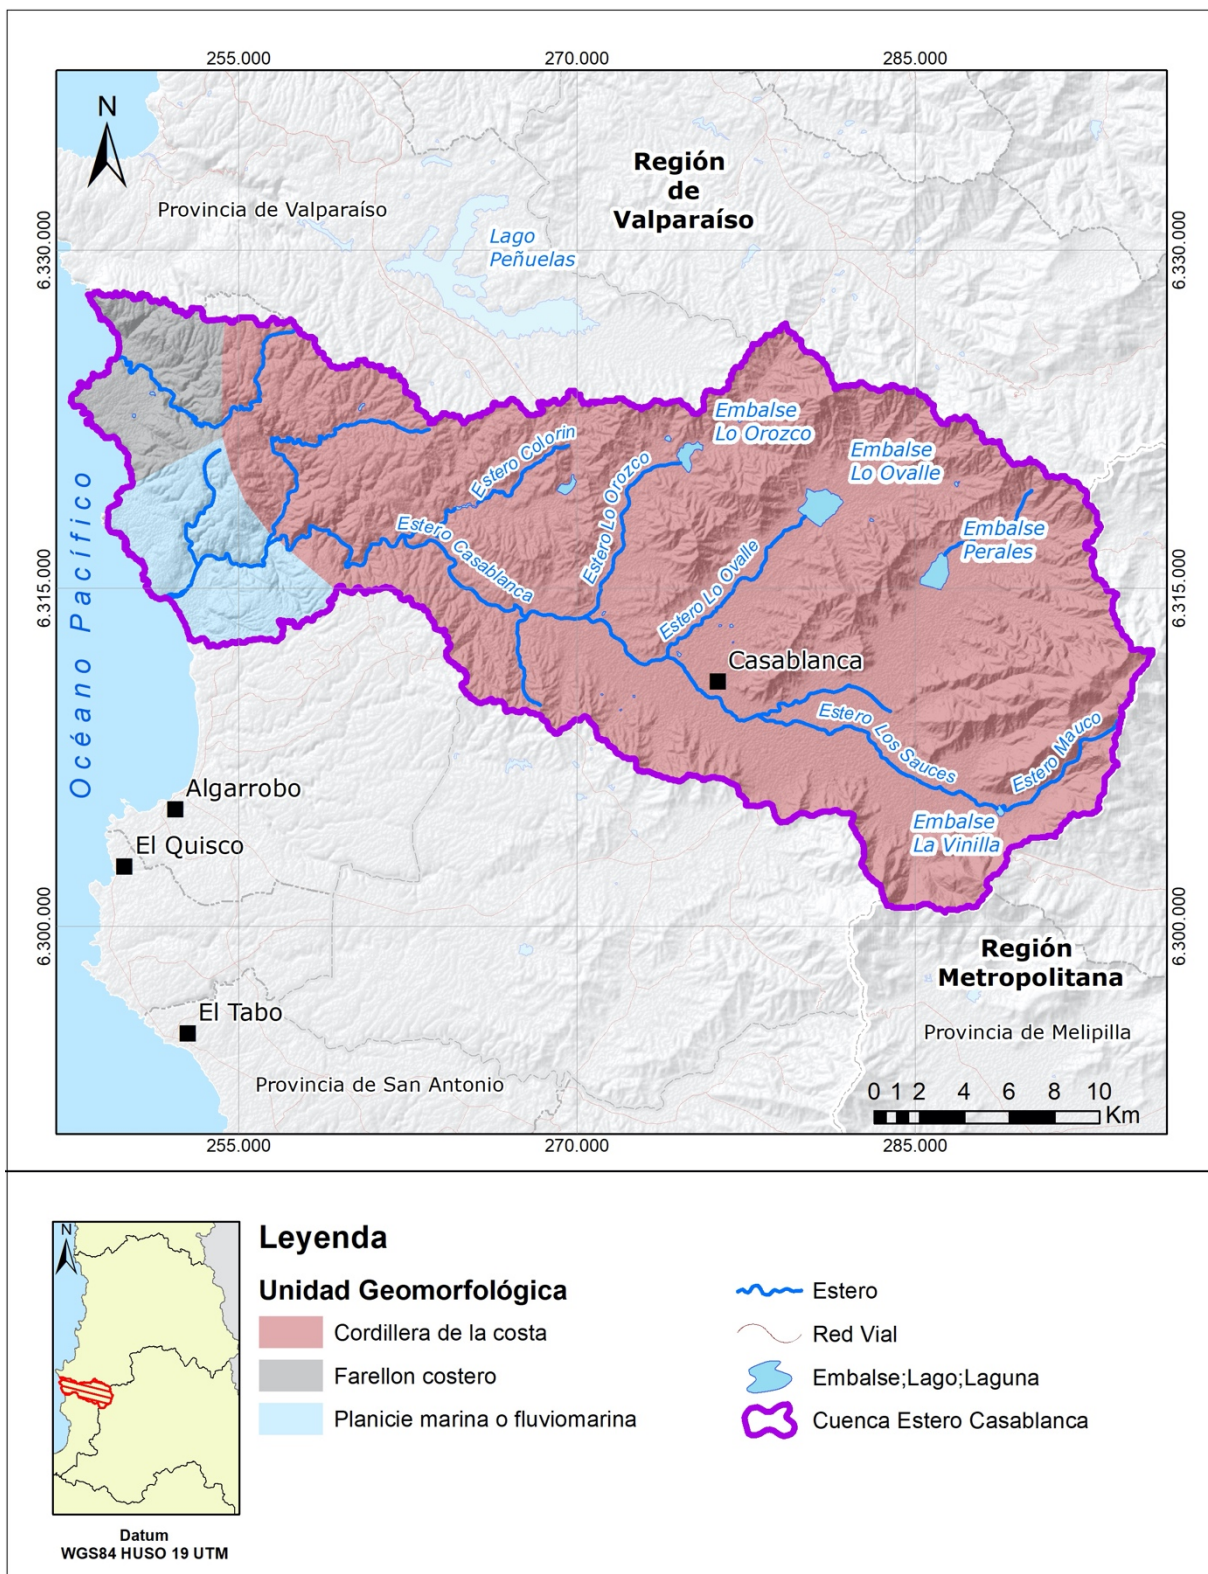 255.000
270.000
285.000
N
Región
de
Valparaíso
Provincia de Valparaíso
Lago
Peñuelas
6.330.000
6.330.000
Embalse
Lo Orozco
Embalse
Lo Ovalle
Estero Colorin
Estero Lo Orozco
Embalse
Perales
Estero Casablanca
Estero Lo Ovalle
6.315.000
6.315.000
Océano Pacífico
Casablanca
Estero Los Sauces
Estero Mauco
Algarrobo
Embalse
La Vinilla
El Quisco
6.300.000
6.300.000
Región
Metropolitana
El Tabo
Provincia de Melipilla
Provincia de San Antonio
0 1 2 4 6 8 10
Km
255.000
270.000
285.000
N
Leyenda
Unidad Geomorfológica
Cordillera de la costa
Farellon costero
Planicie marina o fluviomarina
Estero
Red Vial
Embalse;Lago;Laguna
Cuenca Estero Casablanca
Datum
WGS84 HUSO 19 UTM